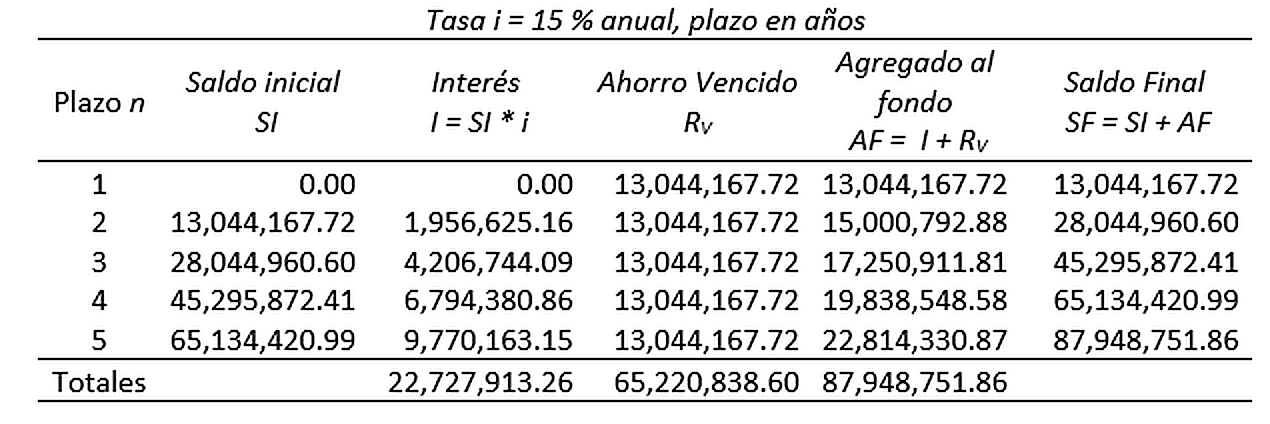 Tasa i = 15 % anual, plazo en años
Plazo n Saldo inicial SI Interés I = SI * i Ahorro Vencido Rv Agregado al fondo AF = I + Rv Saldo Final SF = SI + AF
1 0.00 0.00 13,044,167.72 13,044,167.72 13,044,167.72
2 13,044,167.72 1,956,625.16 13,044,167.72 15,000,792.88 28,044,960.60
3 28,044,960.60 4,206,744.09 13,044,167.72 17,250,911.81 45,295,872.41
4 45,295,872.41 6,794,380.86 13,044,167.72 19,838,548.58 65,134,420.99
5 65,134,420.99 9,770,163.15 13,044,167.72 22,814,330.87 87,948,751.86
Totales 22,727,913.26 65,220,838.60 87,948,751.86